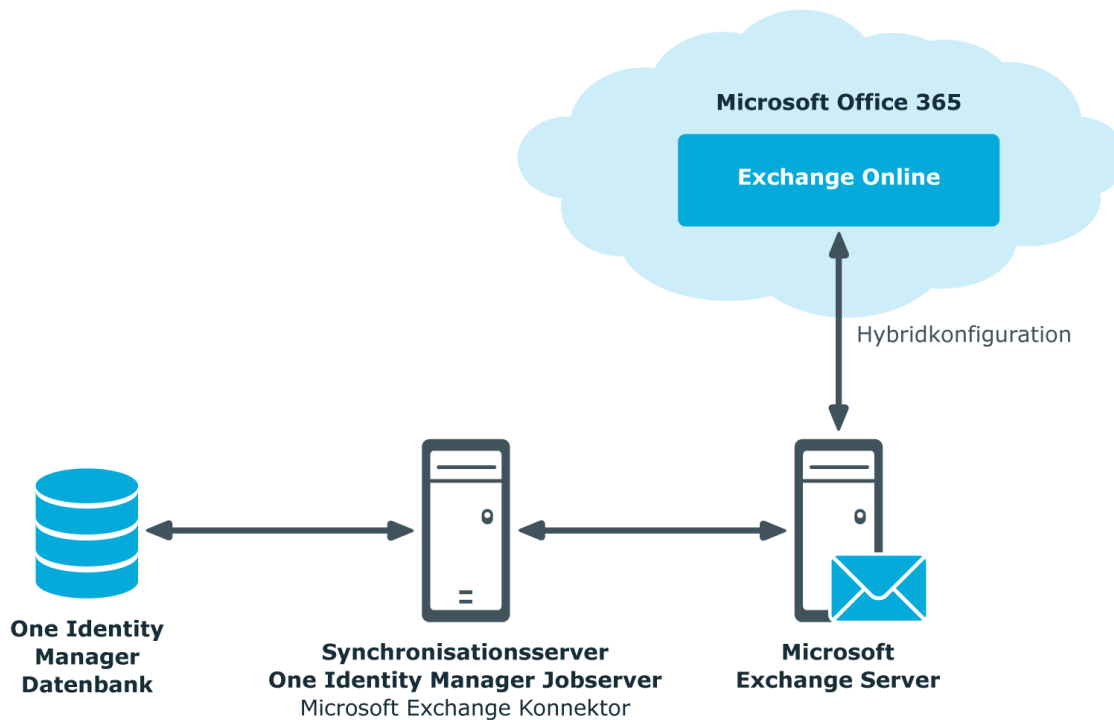 Microsoft Office 365
Exchange Online
Hybridkonfiguration
One Identity
Manager
Datenbank
Synchronisationsserver
One Identity Manager Jobserver
Microsoft Exchange Konnektor
Microsoft
Exchange Server